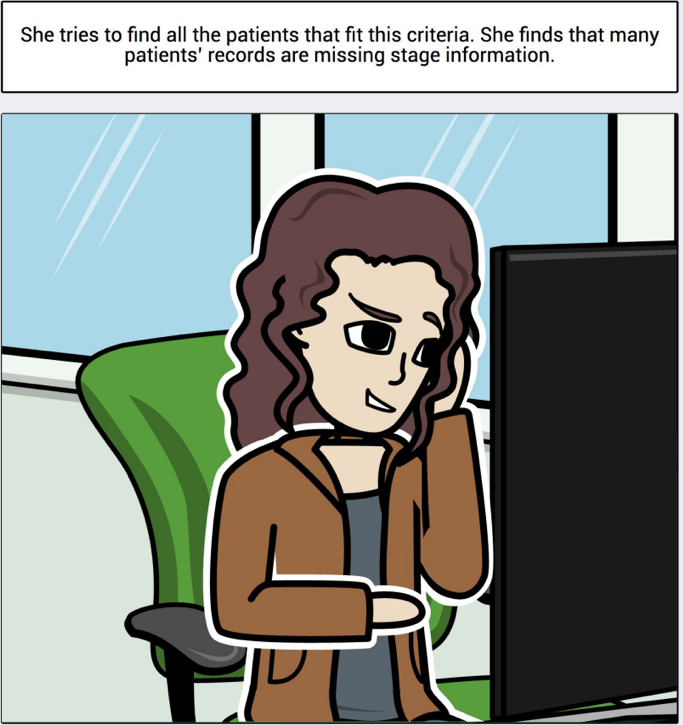 She tries to find all the patients that fit this criteria. She finds that many
patients' records are missing stage information.